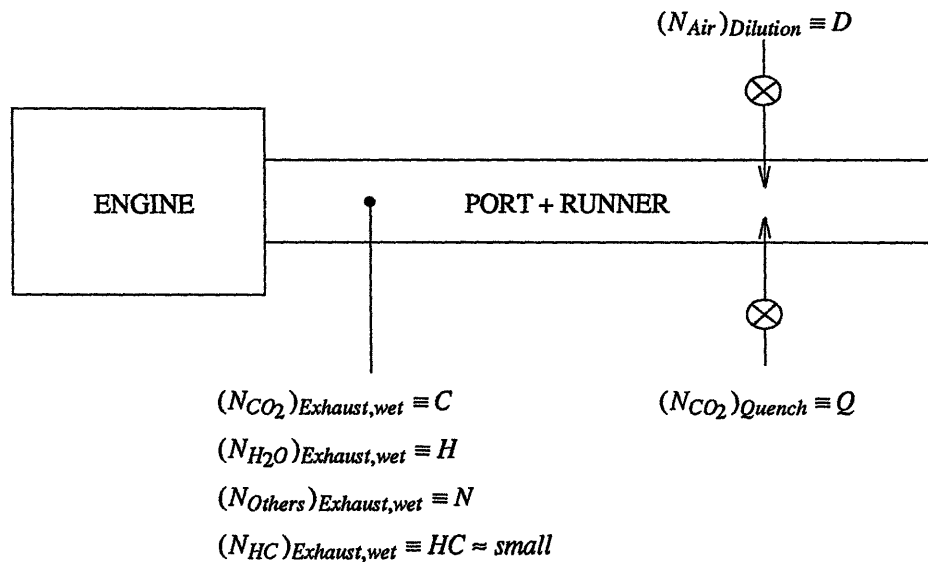 (N_Air)_Dilution ≡ D
ENGINE
PORT + RUNNER
(N_CO2)_Exhaust,wet ≡ C
(N_CO2)_Quench ≡ Q
(N_H2O)_Exhaust,wet ≡ H
(N_Others)_Exhaust,wet ≡ N
(N_HC)_Exhaust,wet ≡ HC ≈ small